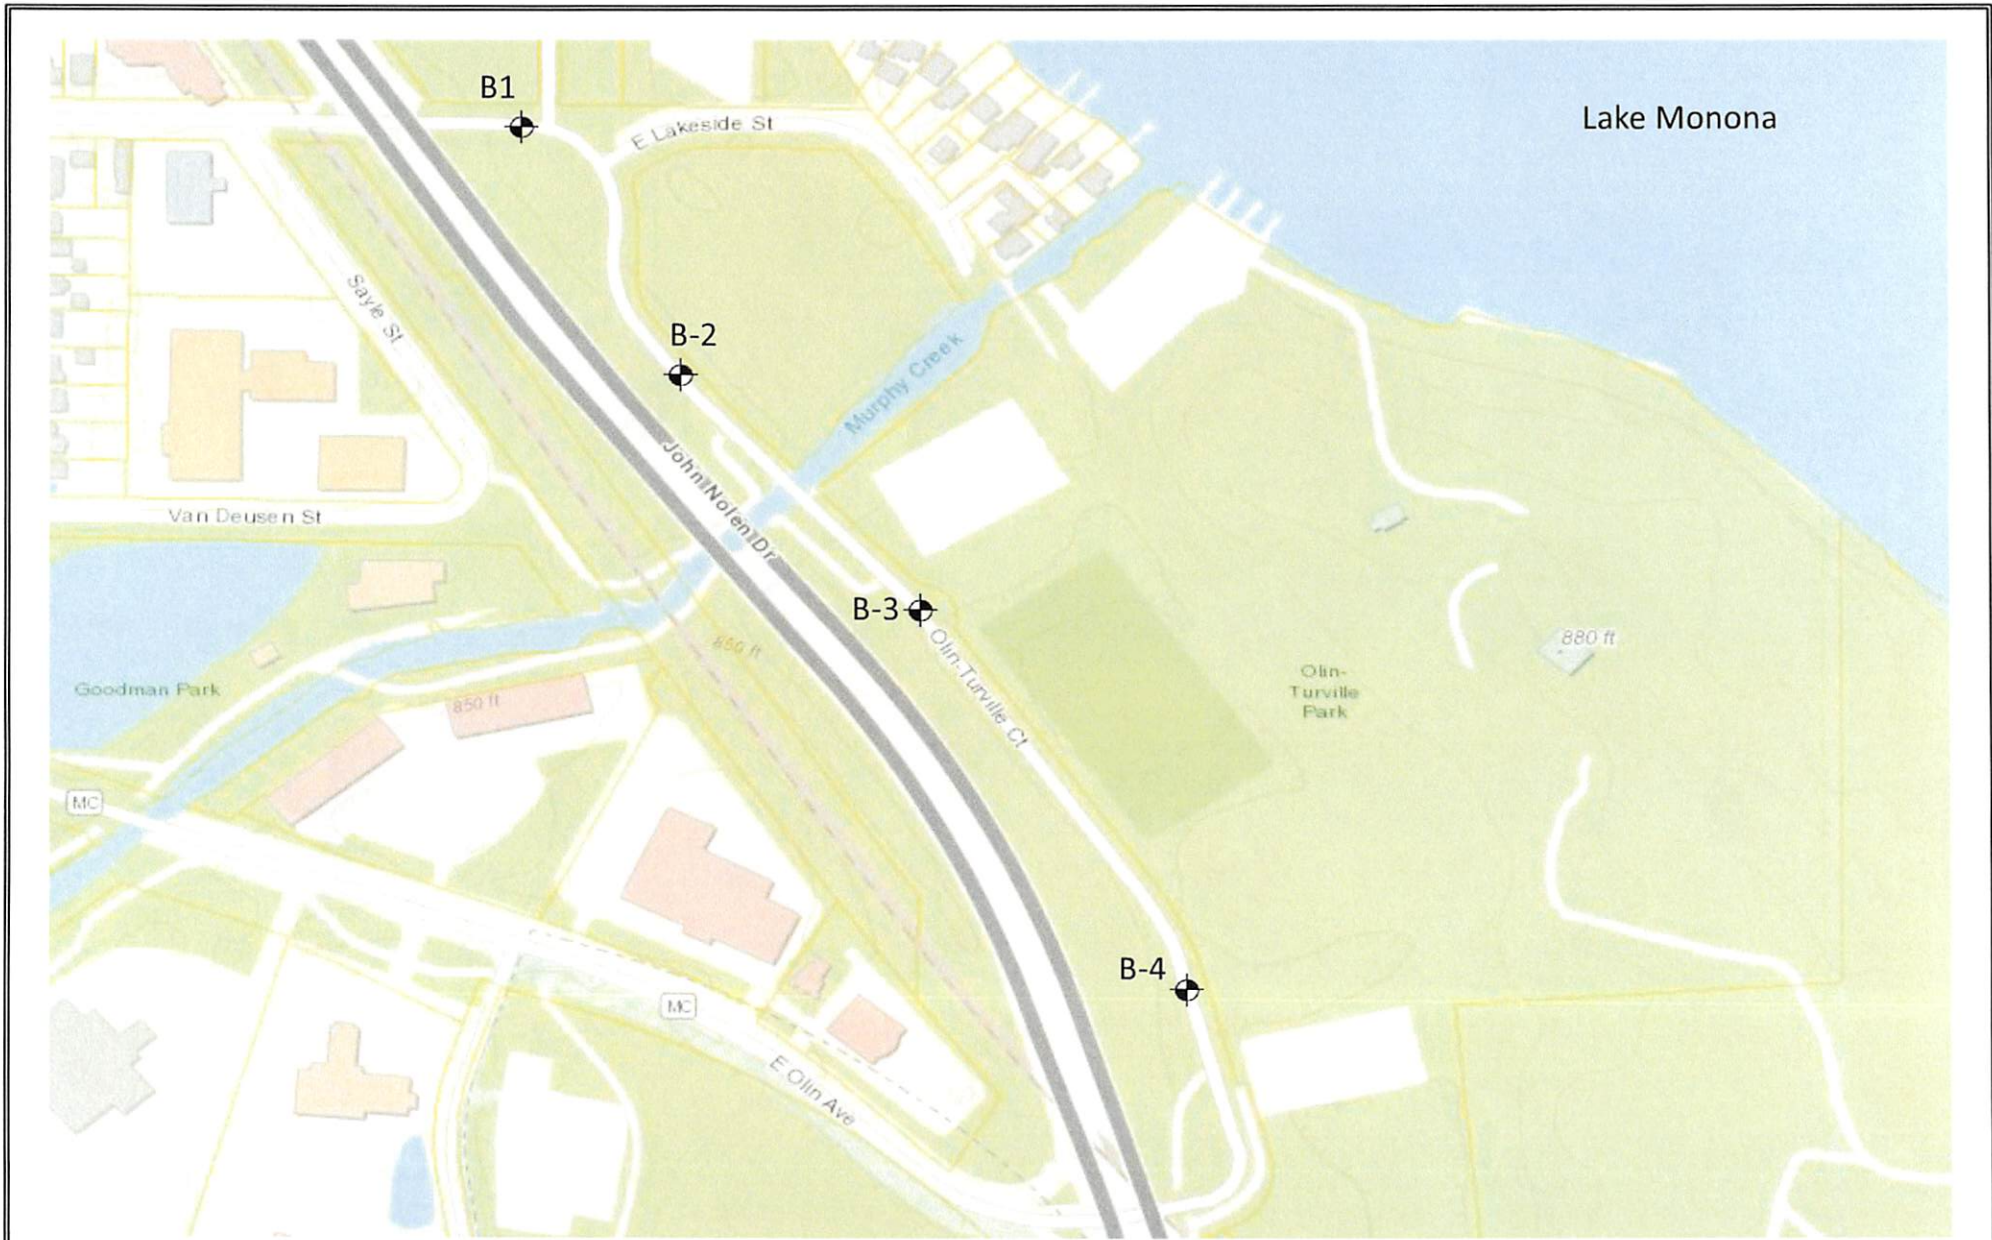 B1
Lake Monona
E Lakeside St
Sayle St
B-2
Murphy Creek
John Nolen Dr
Van Deusen St
B-3
Olin-Turville Ct
850 ft
880 ft
Goodman Park
850 ft
Olin-
Turville
Park
MC
B-4
MC
E Olin Ave